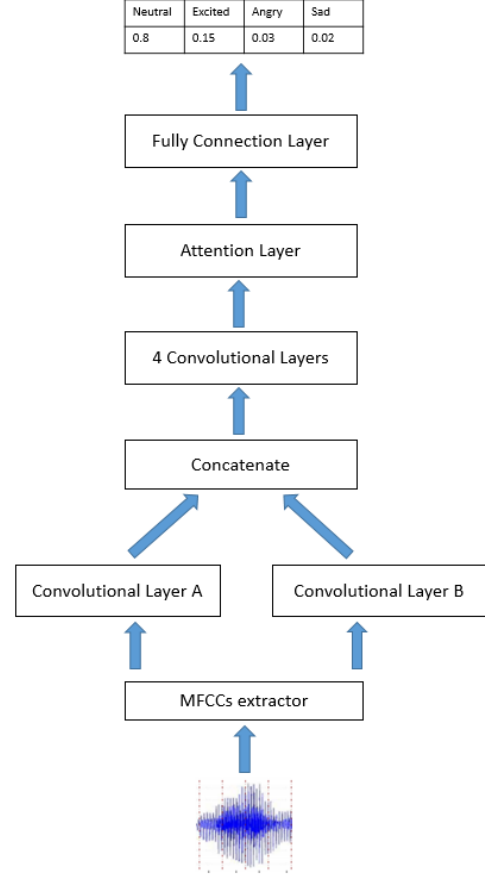 Neutral Excited Angry Sad
0.8 0.15 0.03 0.02
Fully Connection Layer
Attention Layer
4 Convolutional Layers
Concatenate
Convolutional Layer A Convolutional Layer B
MFCCs extractor